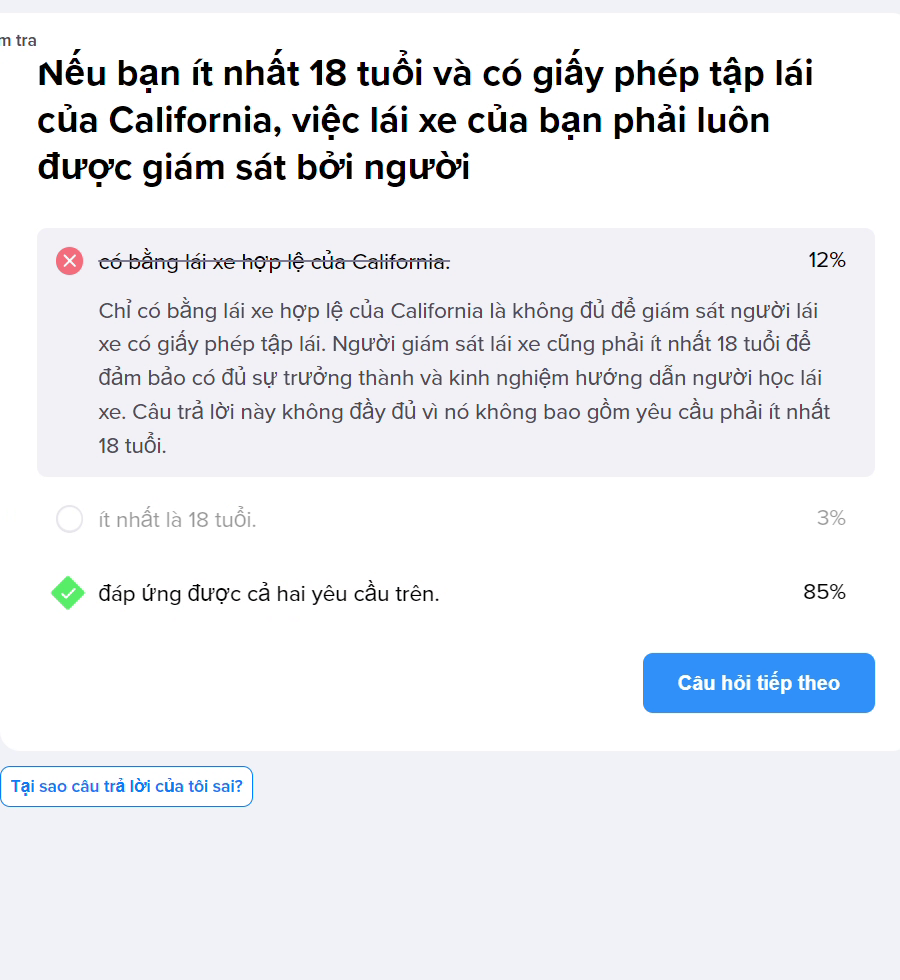 m tra
Nếu bạn ít nhất 18 tuổi và có giấy phép tập lái
của California, việc lái xe của bạn phải luôn
được giám sát bởi người
có bằng lái xe hợp lệ của California. 12%
Chỉ có bằng lái xe hợp lệ của California là không đủ để giám sát người lái
xe có giấy phép tập lái. Người giám sát lái xe cũng phải ít nhất 18 tuổi để
đảm bảo có đủ sự trưởng thành và kinh nghiệm hướng dẫn người học lái
xe. Câu trả lời này không đầy đủ vì nó không bao gồm yêu cầu phải ít nhất
18 tuổi.
ít nhất là 18 tuổi. 3%
đáp ứng được cả hai yêu cầu trên. 85%
Câu hỏi tiếp theo
Tại sao câu trả lời của tôi sai?